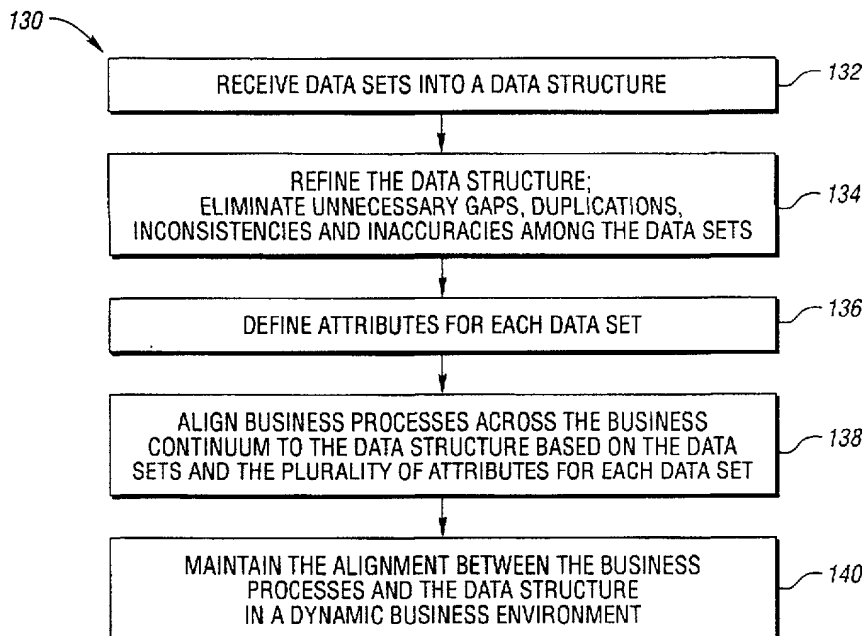 130
RECEIVE DATA SETS INTO A DATA STRUCTURE
132
REFINE THE DATA STRUCTURE;
ELIMINATE UNNECESSARY GAPS, DUPLICATIONS,
INCONSISTENCIES AND INACCURACIES AMONG THE DATA SETS
134
DEFINE ATTRIBUTES FOR EACH DATA SET
136
ALIGN BUSINESS PROCESSES ACROSS THE BUSINESS
CONTINUUM TO THE DATA STRUCTURE BASED ON THE DATA
SETS AND THE PLURALITY OF ATTRIBUTES FOR EACH DATA SET
138
MAINTAIN THE ALIGNMENT BETWEEN THE BUSINESS
PROCESSES AND THE DATA STRUCTURE
IN A DYNAMIC BUSINESS ENVIRONMENT
140